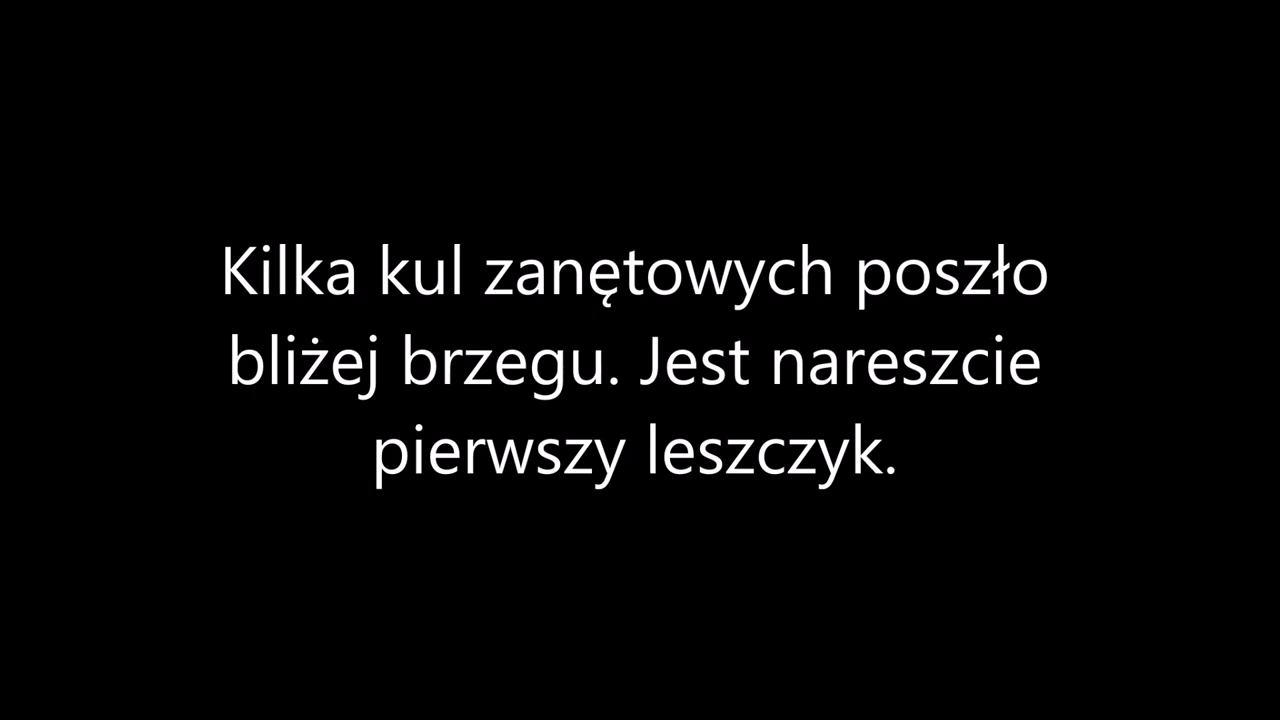 Kilka kul zanętowych poszło
bliżej brzegu. Jest nareszcie
pierwszy leszczyk.